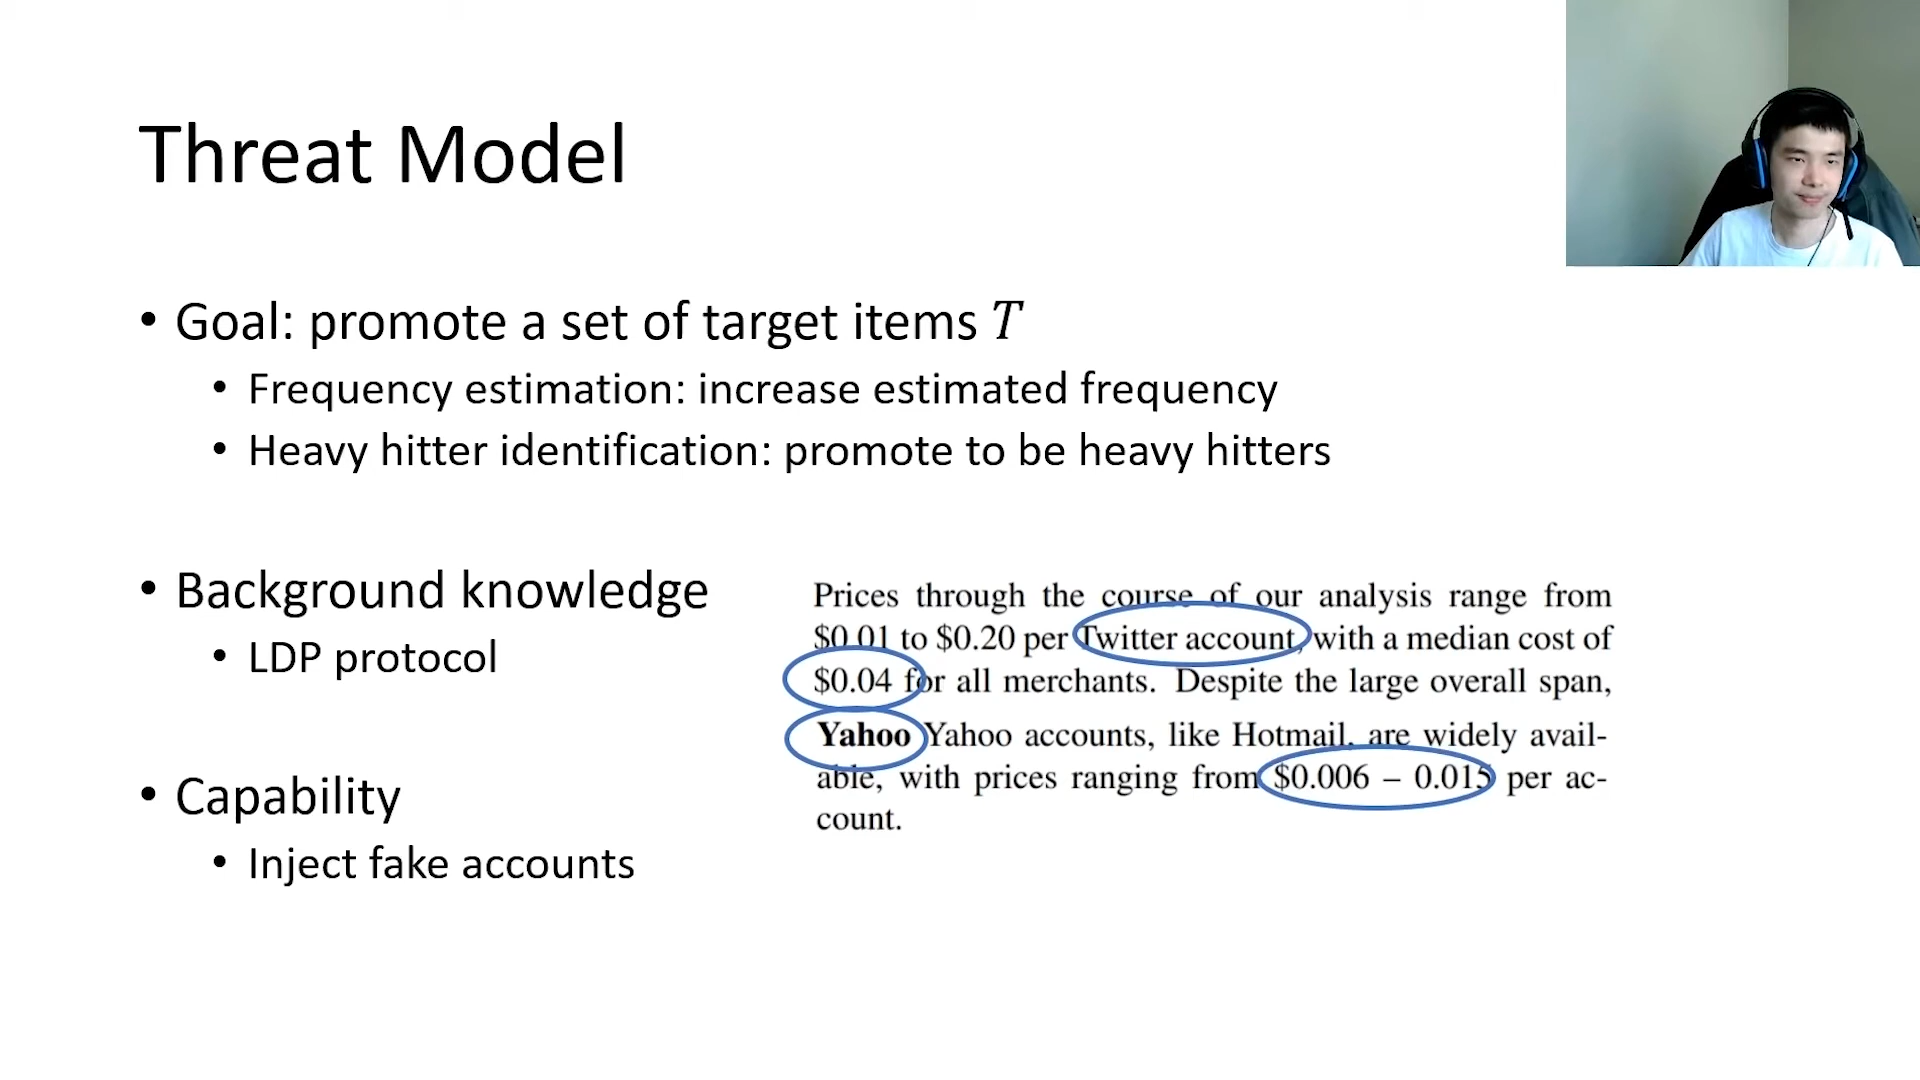 Threat Model
• Goal: promote a set of target items T
• Frequency estimation: increase estimated frequency
• Heavy hitter identification: promote to be heavy hitters
• Background knowledge
• LDP protocol
• Capability
• Inject fake accounts
Prices through the course of our analysis range from
$0.01 to $0.20 per Twitter account, with a median cost of
$0.04 for all merchants. Despite the large overall span,
Yahoo Yahoo accounts, like Hotmail, are widely avail-
able, with prices ranging from $0.006 – 0.015 per ac-
count.